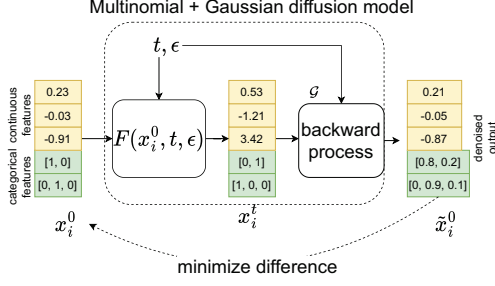 Multinomial + Gaussian diffusion model
t, ϵ
categorical continuous
features features
0.23
-0.03
-0.91
[1, 0]
[0, 1, 0]
x_i^0
F(x_i^0, t, ϵ)
0.53
-1.21
3.42
[0, 1]
[1, 0, 0]
x_i^t
𝒢
backward
process
0.21
-0.05
-0.87
[0.8, 0.2]
[0, 0.9, 0.1]
x̃_i^0
denoised
output
minimize difference